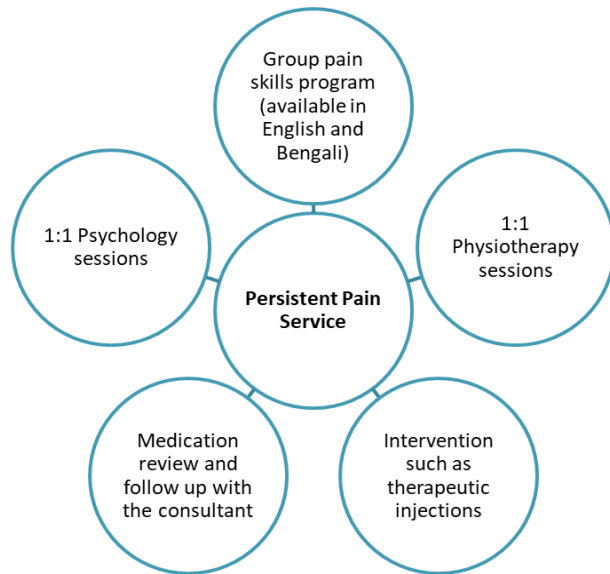 Group pain
skills program
(available in
English and
Bengali)
1:1 Psychology
sessions
1:1
Physiotherapy
sessions
Persistent Pain
Service
Medication
review and
follow up with
the consultant
Intervention
such as
therapeutic
injections